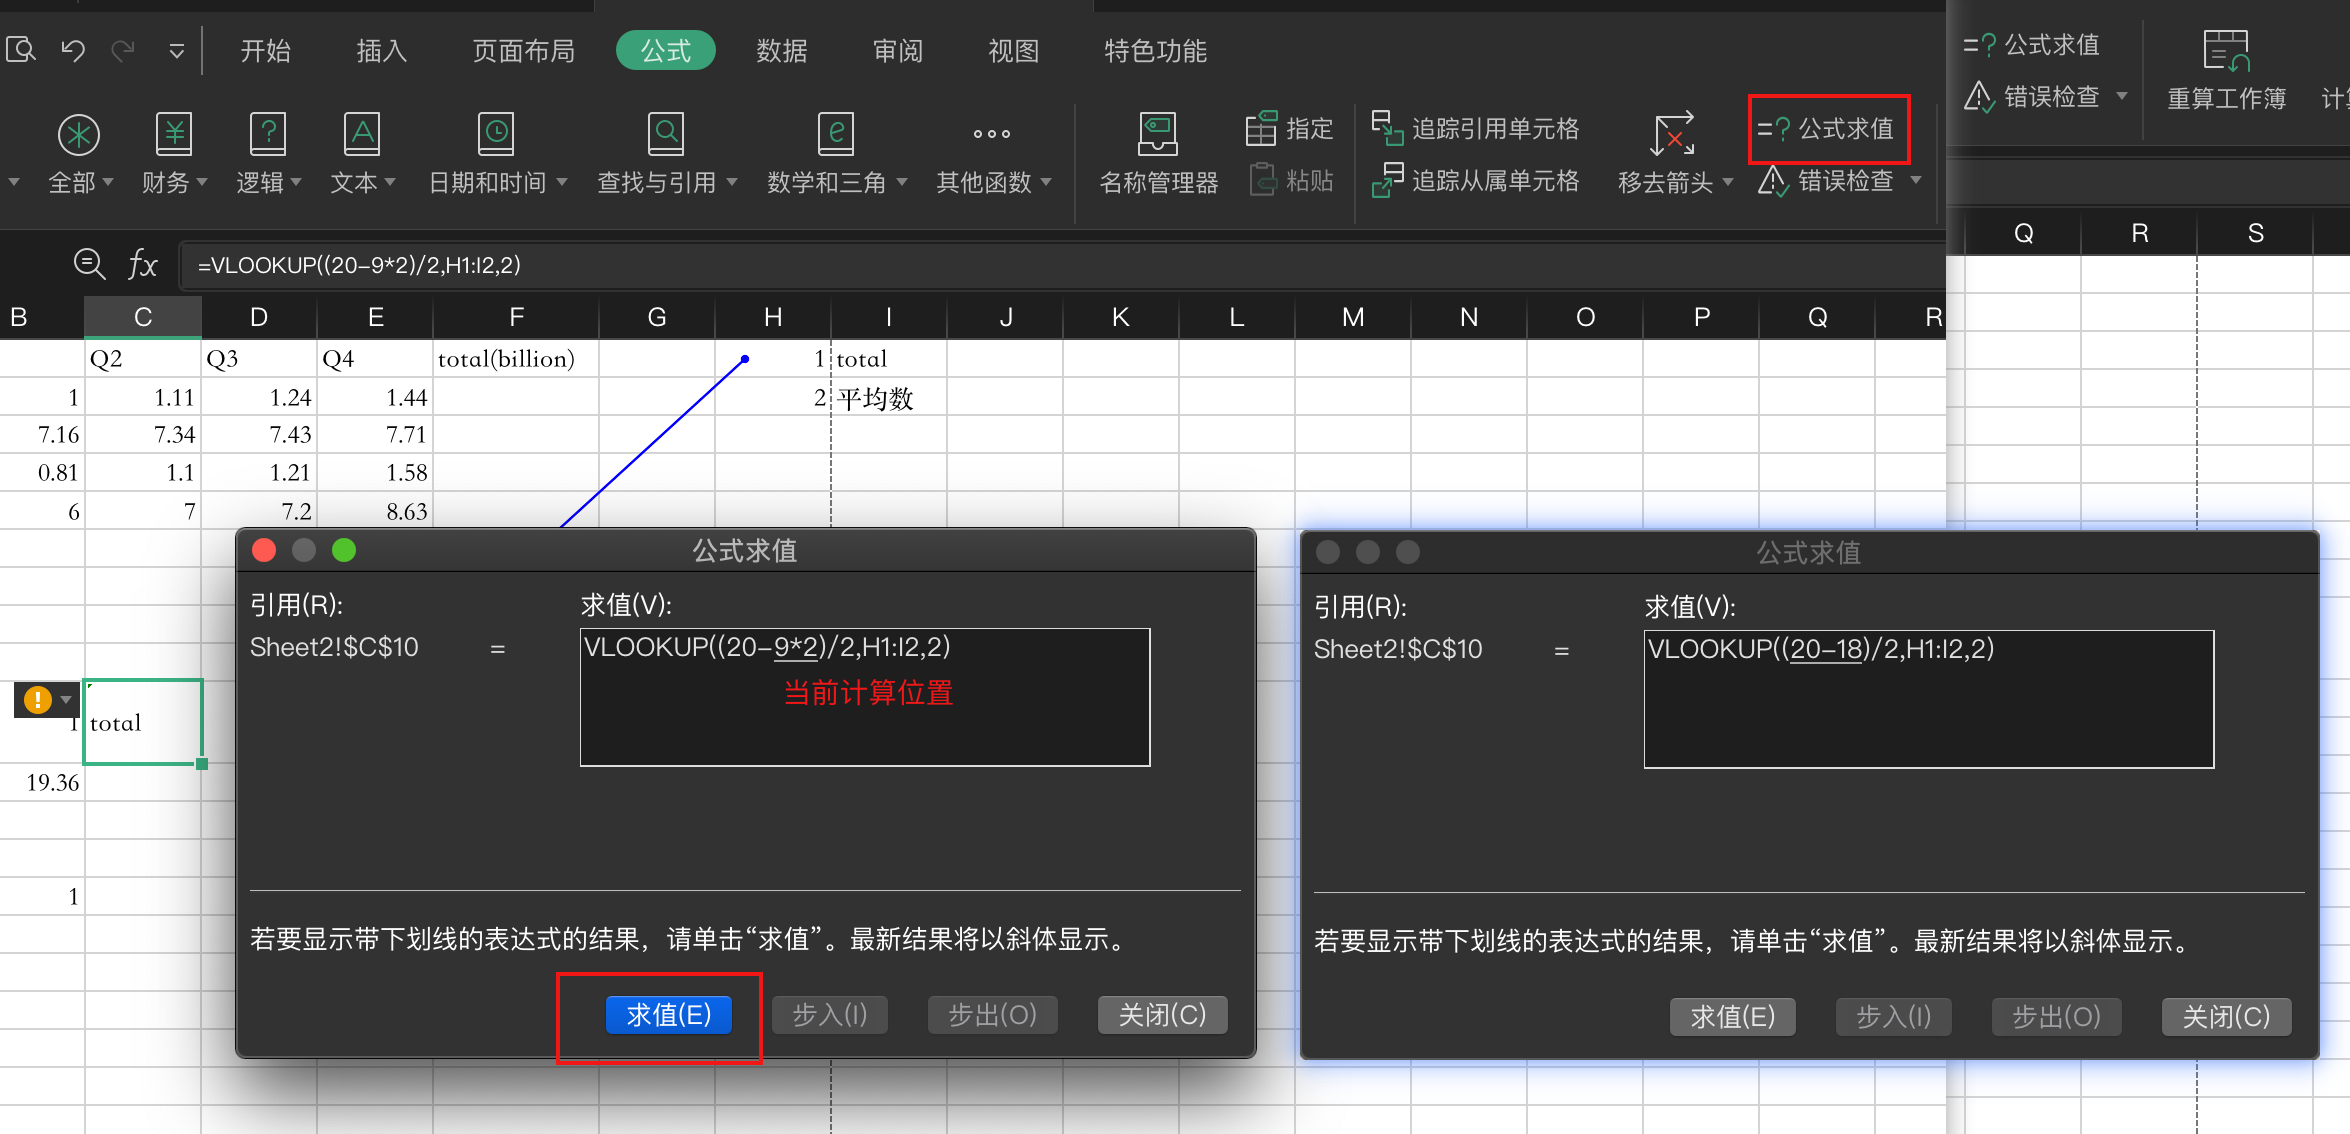 开始 插入 页面布局 公式 数据 审阅 视图 特色功能
=? 公式求值
错误检查
重算工作簿
全部 财务 逻辑 文本 日期和时间 查找与引用 数学和三角 其他函数
名称管理器
指定
粘贴
追踪引用单元格
追踪从属单元格
移去箭头
=? 公式求值
错误检查
fx =VLOOKUP((20-9*2)/2,H1:I2,2)
Q R S
B C D E F G H I J K L M N O P Q R
Q2 Q3 Q4 total(billion) 1 total
1 1.11 1.24 1.44 2 平均数
7.16 7.34 7.43 7.71
0.81 1.1 1.21 1.58
6 7 7.2 8.63
1 total
19.36
1
公式求值
引用(R): 求值(V):
Sheet2!$C$10 = VLOOKUP((20-9*2)/2,H1:I2,2)
当前计算位置
若要显示带下划线的表达式的结果，请单击“求值”。最新结果将以斜体显示。
求值(E) 步入(I) 步出(O) 关闭(C)
公式求值
引用(R): 求值(V):
Sheet2!$C$10 = VLOOKUP((20-18)/2,H1:I2,2)
若要显示带下划线的表达式的结果，请单击“求值”。最新结果将以斜体显示。
求值(E) 步入(I) 步出(O) 关闭(C)